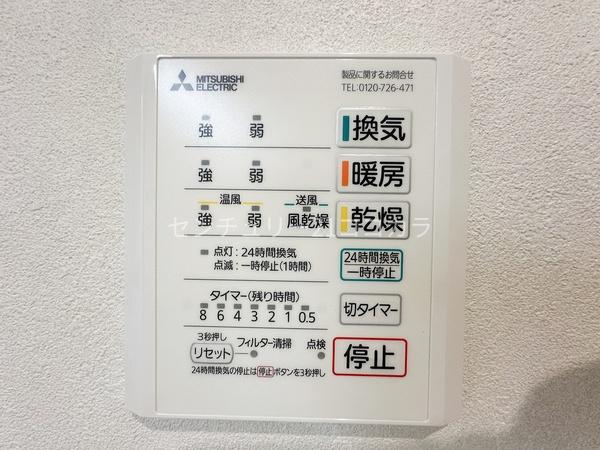 MITSUBISHI
ELECTRIC
製品に関するお問合せ
TEL:0120-726-471
強 弱 換気
強 弱 暖房
温風 送風
強 弱 風乾燥 乾燥
点灯：24時間換気
点滅：一時停止(1時間)
24時間換気
一時停止
タイマー(残り時間)
8 6 4 3 2 1 0.5
切タイマー
3秒押し
リセット フィルター清掃 点検
停止
24時間換気の停止は停止ボタンを3秒押し